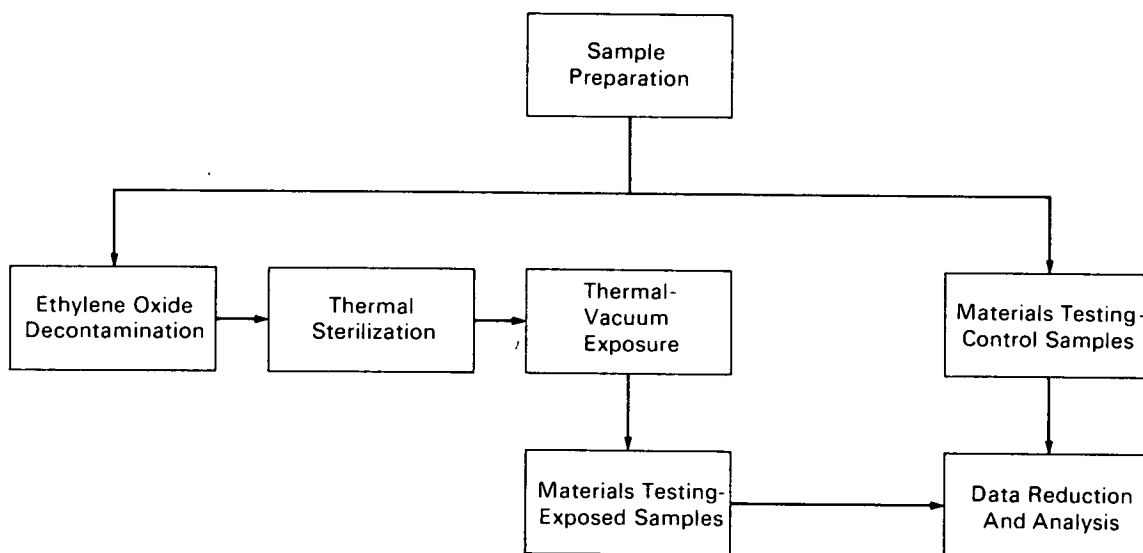 Sample
Preparation
Ethylene Oxide
Decontamination
Thermal
Sterilization
Thermal-
Vacuum
Exposure
Materials Testing-
Control Samples
Materials Testing-
Exposed Samples
Data Reduction
And Analysis